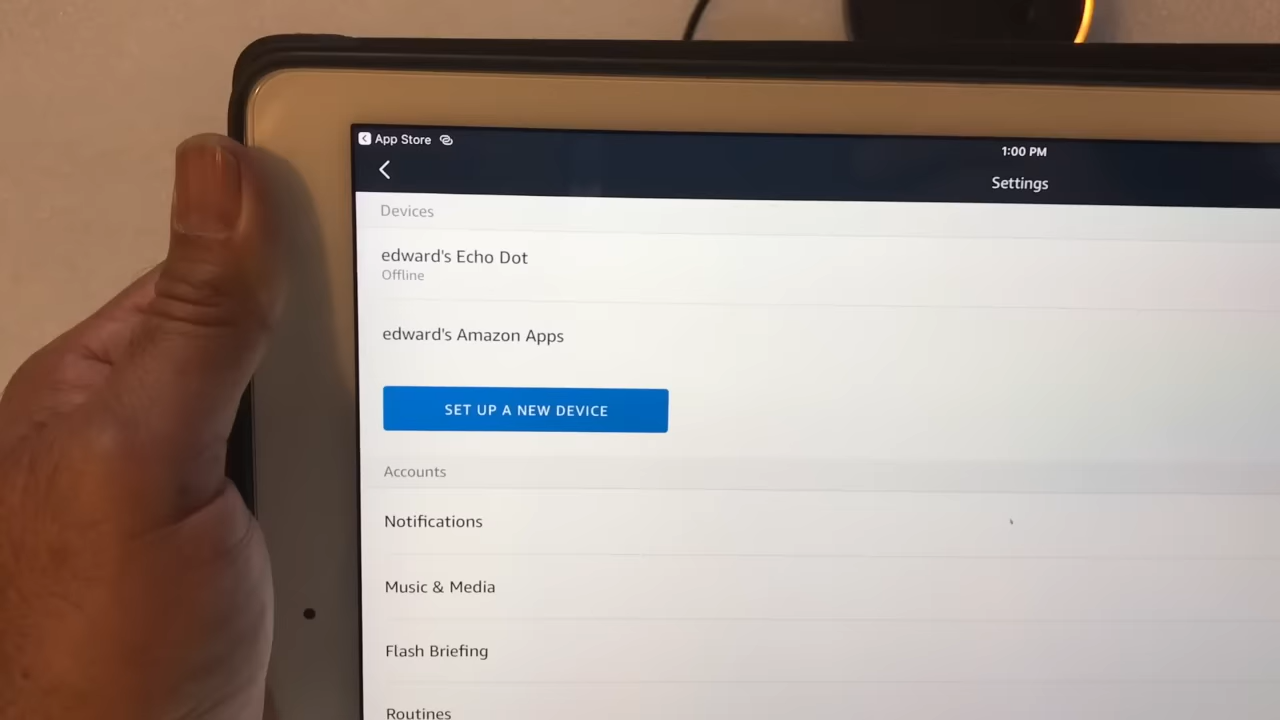 App Store
1:00 PM
Settings
Devices
edward's Echo Dot
Offline
edward's Amazon Apps
SET UP A NEW DEVICE
Accounts
Notifications
Music & Media
Flash Briefing
Routines